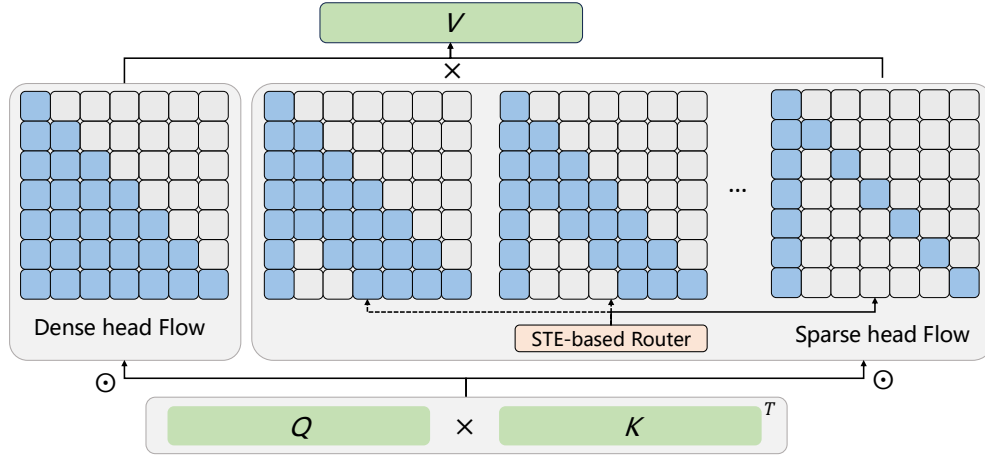 V
×
...
Dense head Flow
STE-based Router
Sparse head Flow
⊙ ⊙
Q × K T